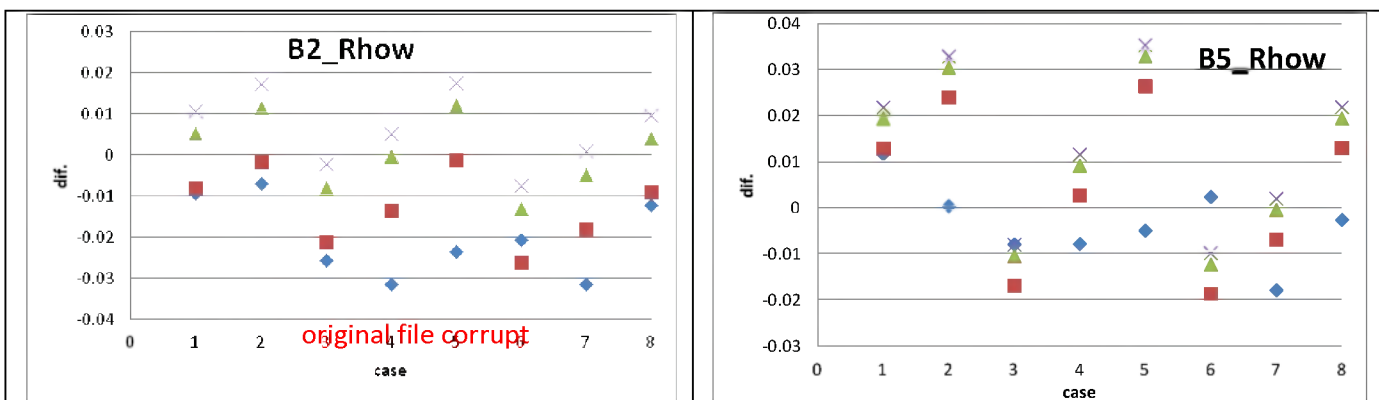 0.03
B2_Rhow
0.02
0.01
0
-0.01
-0.02
-0.03
-0.04
dif.
original file corrupt
0 1 2 3 4 5 6 7 8
case
0.04
B5_Rhow
0.03
0.02
0.01
0
-0.01
-0.02
-0.03
dif.
0 1 2 3 4 5 6 7 8
case